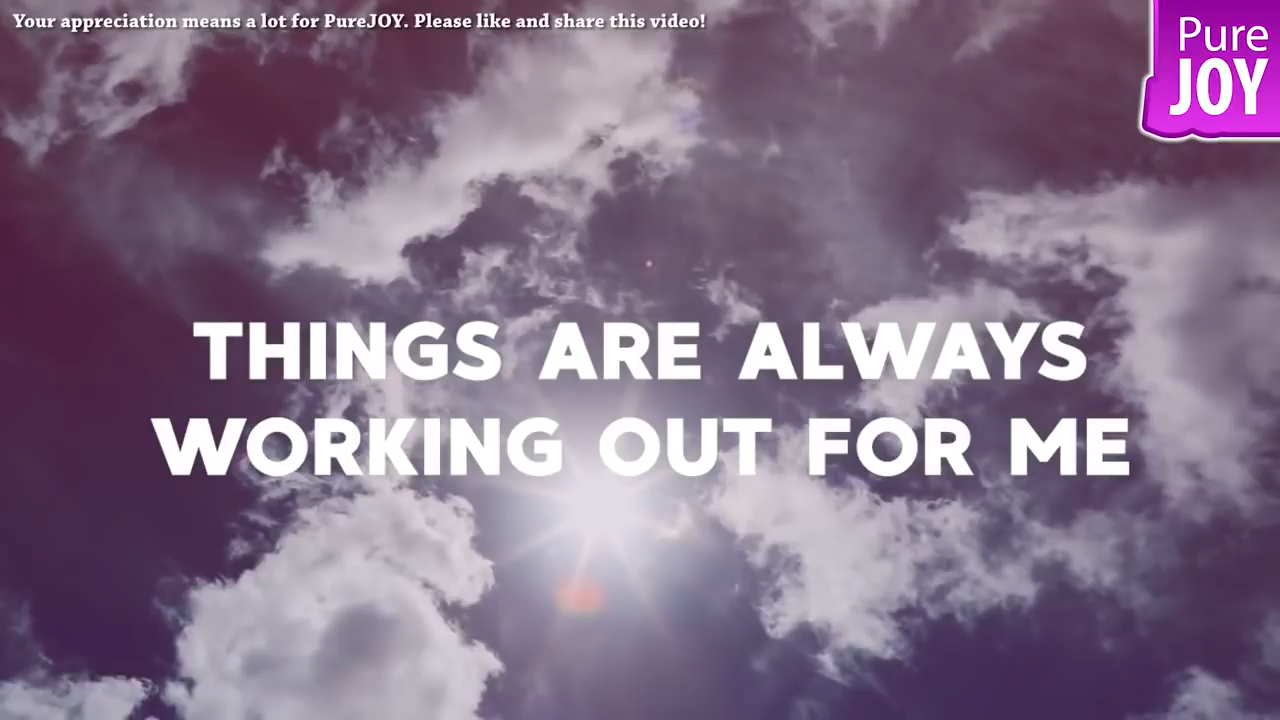 Your appreciation means a lot for PureJOY. Please like and share this video!
Pure
JOY
THINGS ARE ALWAYS
WORKING OUT FOR ME